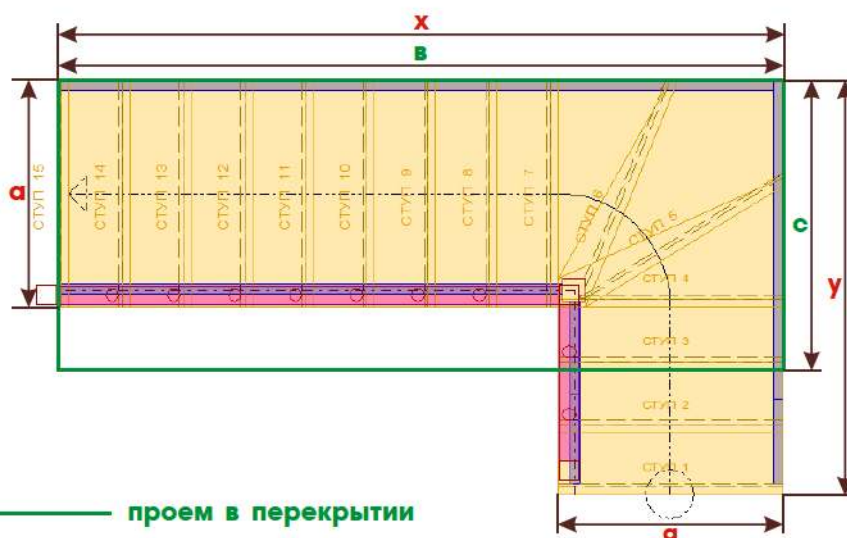 x
в
СТУП 15
СТУП 14
СТУП 13
СТУП 12
СТУП 11
СТУП 10
СТУП 9
СТУП 8
СТУП 7
СТУП 6
СТУП 5
СТУП 4
СТУП 3
СТУП 2
СТУП 1
a
c
y
проем в перекрытии
a